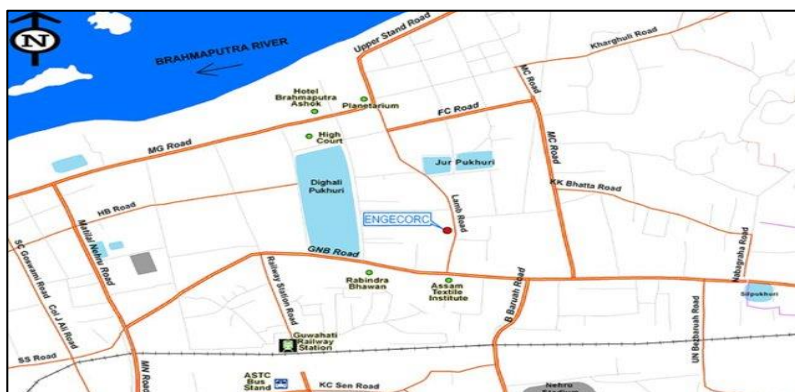 N
BRAHMAPUTRA RIVER
Upper Stand Road
Kharghuli Road
Hotel
Brahmaputra
Ashok
Planetarium
MC Road
FC Road
High
Court
MG Road
MC Road
Jur Pukhuri
Dighali
Pukhuri
KK Bhatta Road
HB Road
Lamb Road
ENGECORC
Matilal Nehru Road
SC Goswami Road
Col J Ali Road
GNB Road
Railway Station Road
Rabindra
Bhawan
Assam
Textile
Institute
B Baruah Road
Nabagraha Road
Silpukhuri
Guwahati
Railway
Station
SS Road
MN Road
UN Bezbaruah Road
ASTC
Bus
Stand
KC Sen Road
Nehru
Stadium